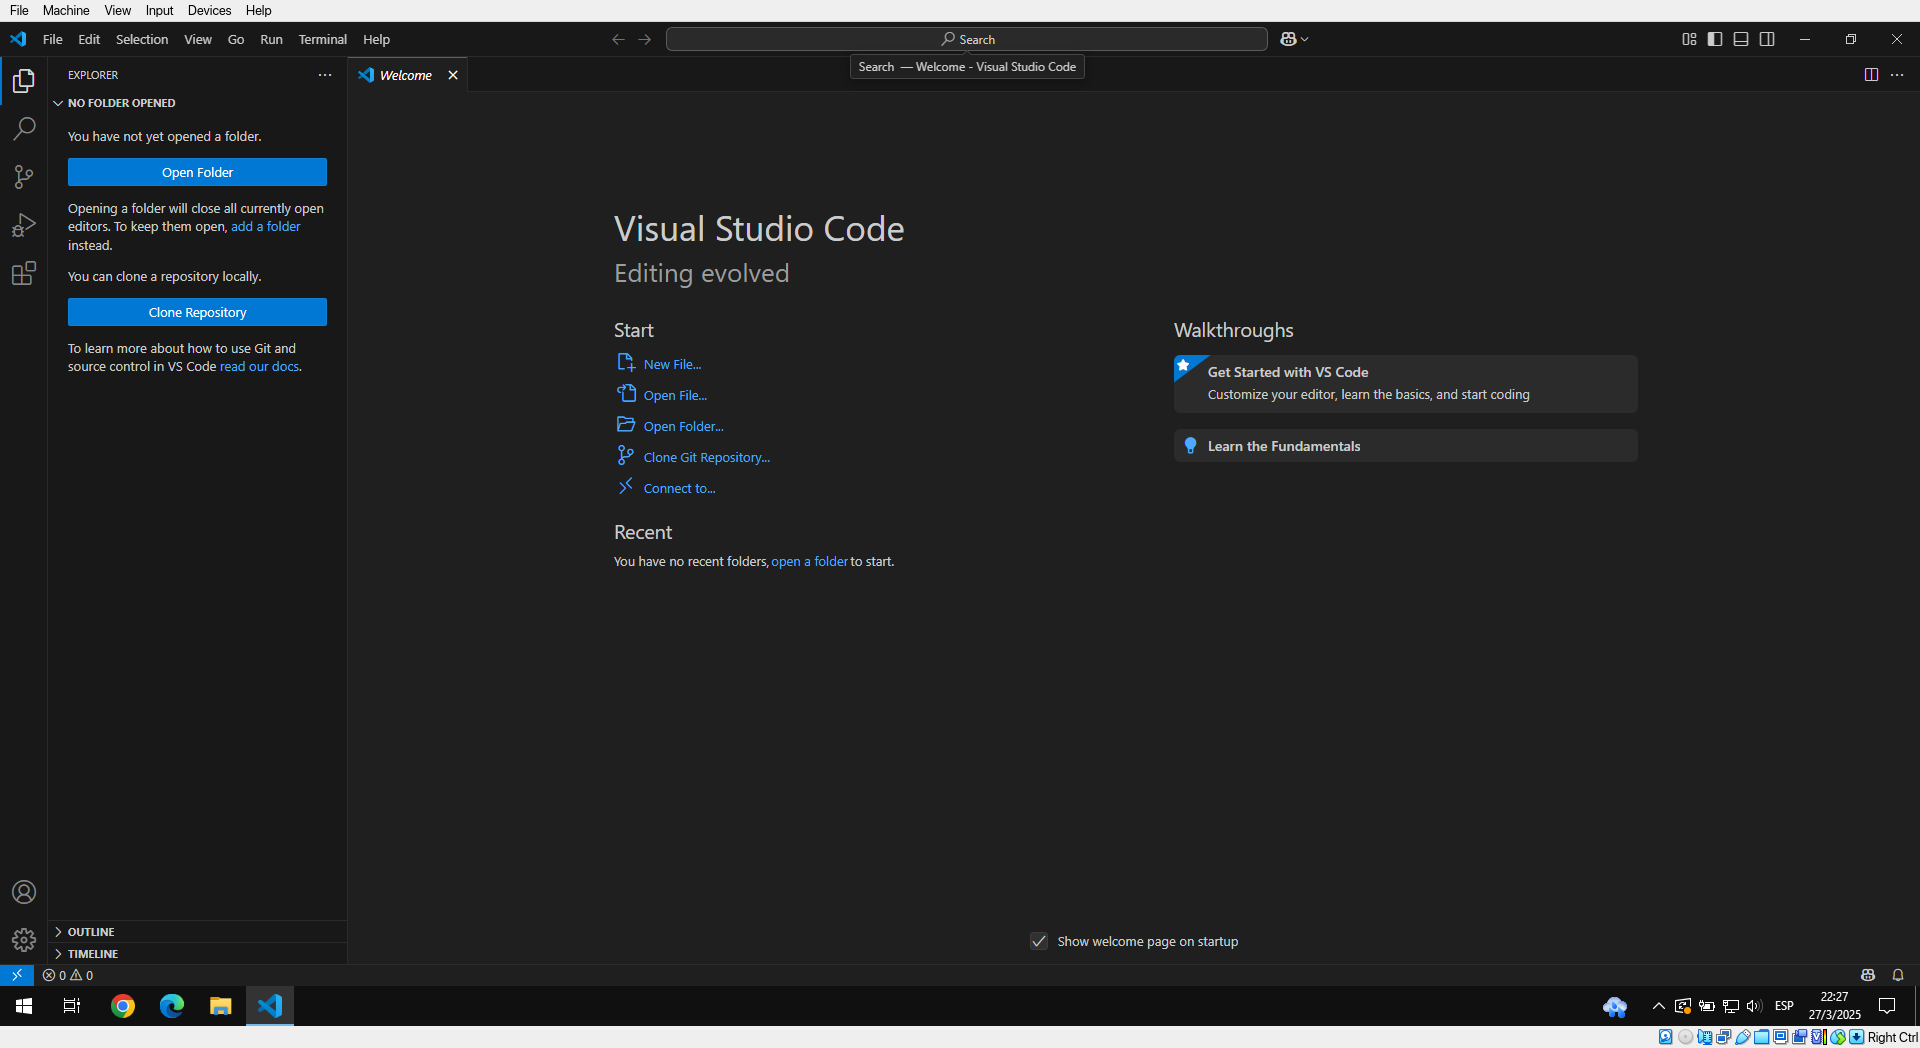 File Machine View Input Devices Help
File Edit Selection View Go Run Terminal Help
Search
Search — Welcome - Visual Studio Code
EXPLORER
Welcome
NO FOLDER OPENED
You have not yet opened a folder.
Open Folder
Opening a folder will close all currently open
editors. To keep them open, add a folder
instead.
You can clone a repository locally.
Clone Repository
To learn more about how to use Git and
source control in VS Code read our docs.
Visual Studio Code
Editing evolved
Start
New File...
Open File...
Open Folder...
Clone Git Repository...
Connect to...
Recent
You have no recent folders, open a folder to start.
Walkthroughs
Get Started with VS Code
Customize your editor, learn the basics, and start coding
Learn the Fundamentals
Show welcome page on startup
OUTLINE
TIMELINE
0 0
ESP
22:27
27/3/2025
Right Ctrl